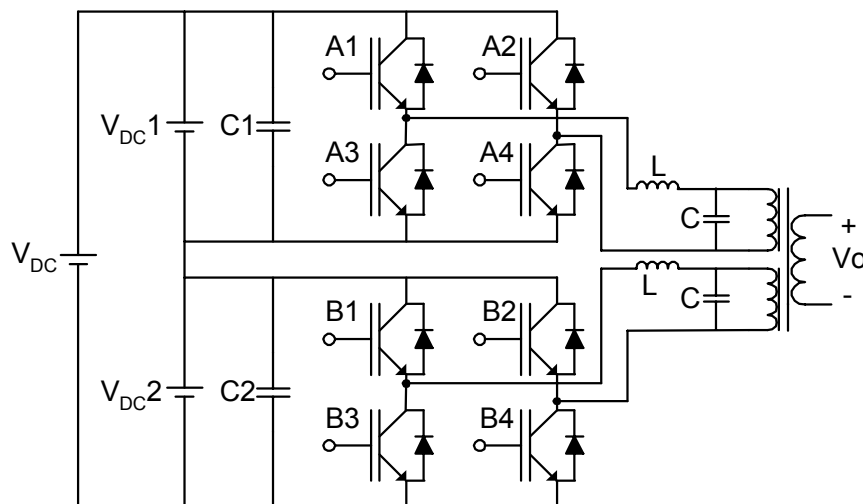 A1
A2
V_DC1
C1
A3
A4
L
C
V_DC
+
Vo
-
L
C
B1
B2
V_DC2
C2
B3
B4